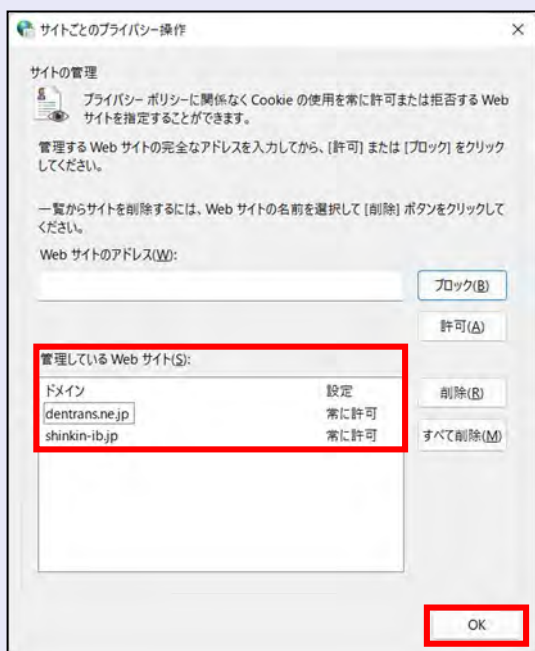 サイトごとのプライバシー操作
サイトの管理
プライバシー ポリシーに関係なく Cookie の使用を常に許可または拒否する Web
サイトを指定することができます。
管理する Web サイトの完全なアドレスを入力してから、[許可] または [ブロック] をクリック
してください。
一覧からサイトを削除するには、Web サイトの名前を選択して [削除] ボタンをクリックして
ください。
Web サイトのアドレス(W):
ブロック(B)
許可(A)
管理している Web サイト(S):
ドメイン 設定
dentrans.ne.jp 常に許可
shinkin-ib.jp 常に許可
削除(R)
すべて削除(M)
OK